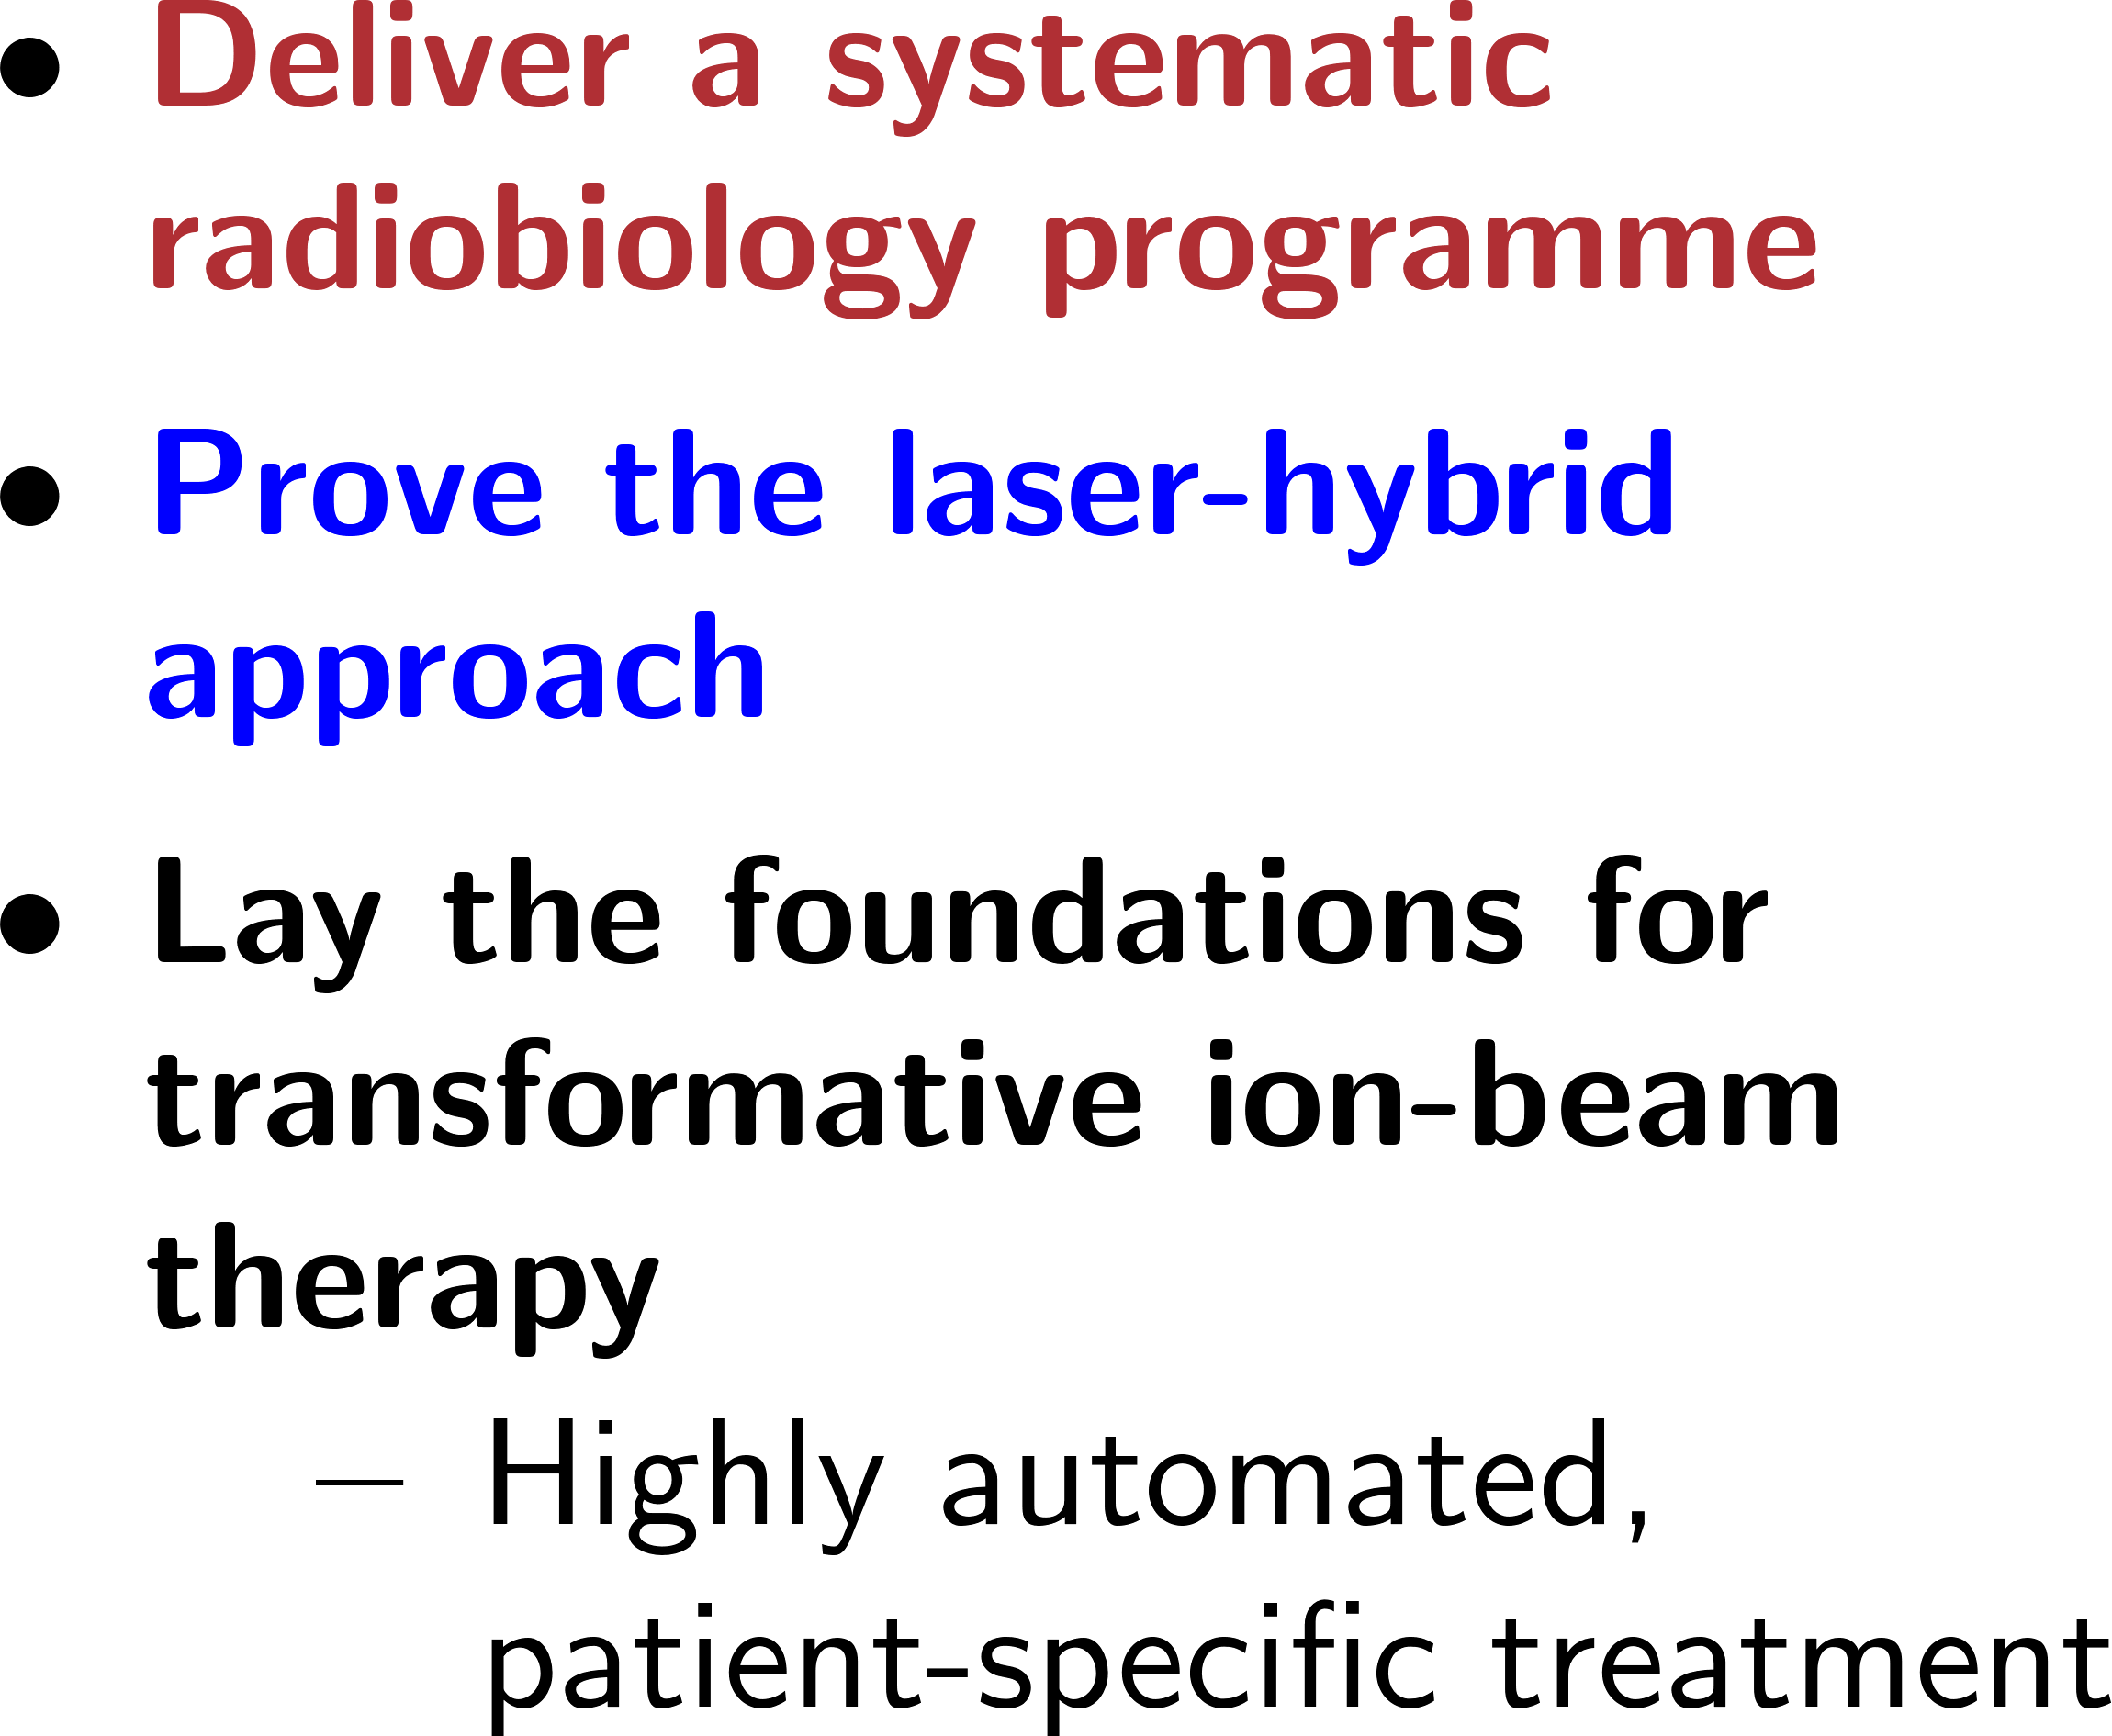 • Deliver a systematic
radiobiology programme
• Prove the laser-hybrid
approach
• Lay the foundations for
transformative ion-beam
therapy
— Highly automated,
patient-specific treatment